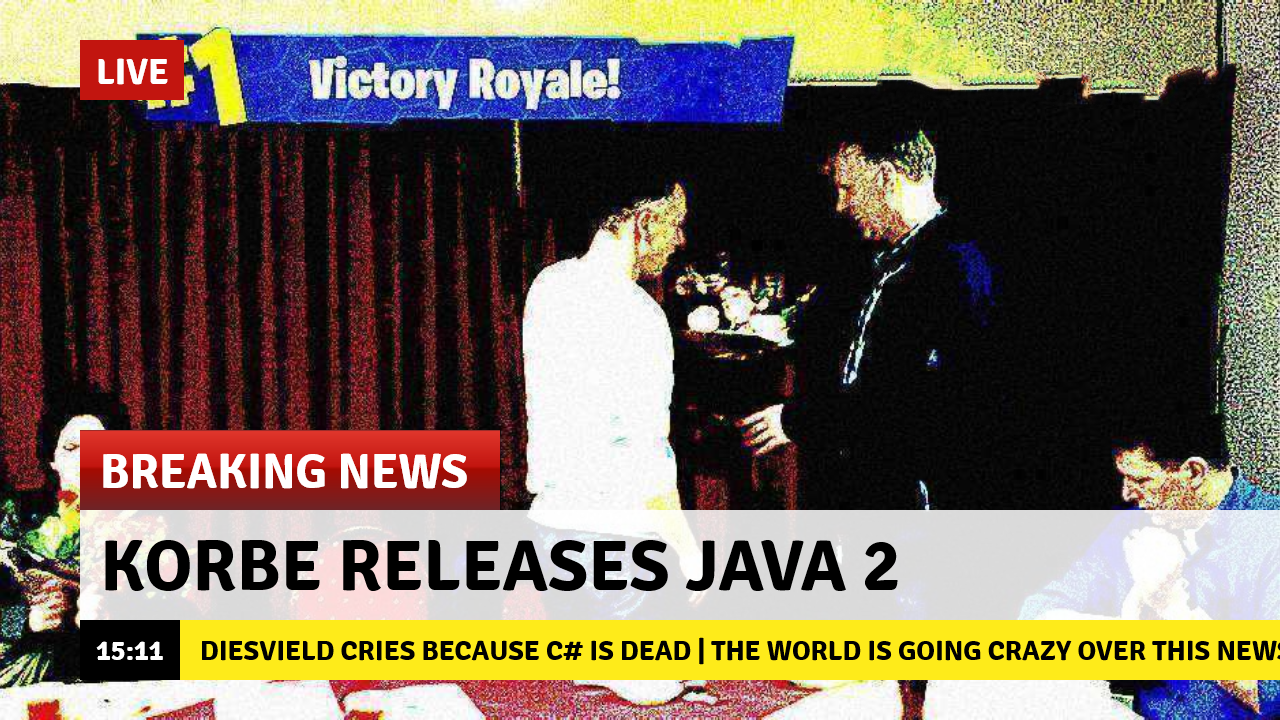 LIVE
#1 Victory Royale!
BREAKING NEWS
KORBE RELEASES JAVA 2
15:11 DIESVIELD CRIES BECAUSE C# IS DEAD | THE WORLD IS GOING CRAZY OVER THIS NEWS